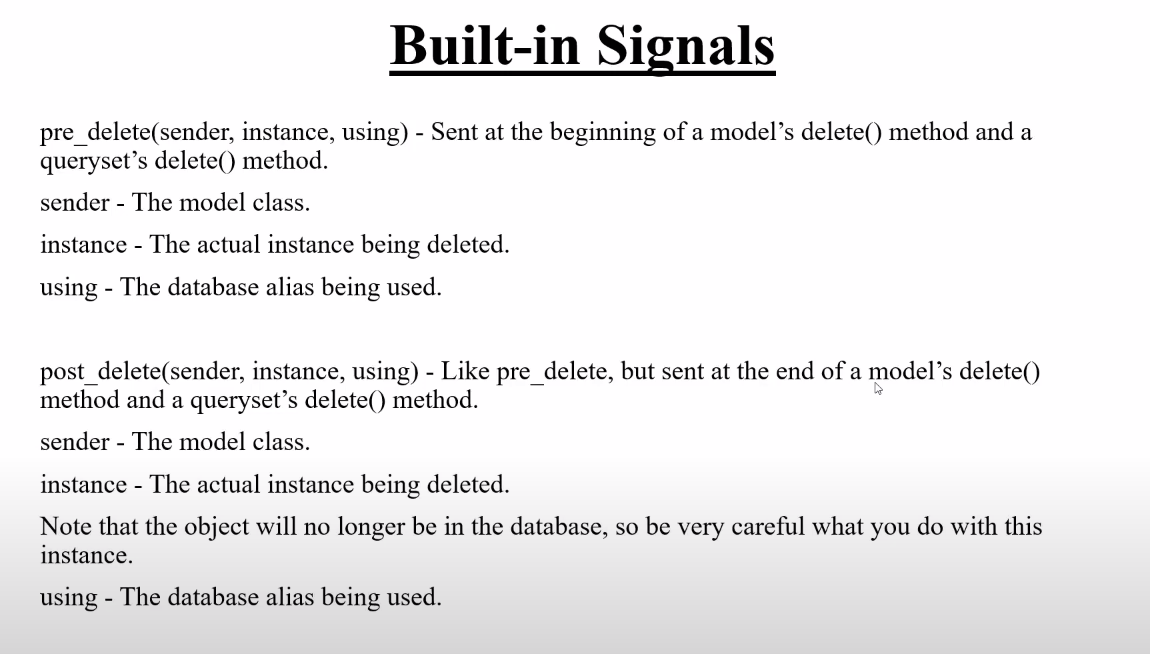 Built-in Signals
pre_delete(sender, instance, using) - Sent at the beginning of a model’s delete() method and a
queryset’s delete() method.
sender - The model class.
instance - The actual instance being deleted.
using - The database alias being used.
post_delete(sender, instance, using) - Like pre_delete, but sent at the end of a model’s delete()
method and a queryset’s delete() method.
sender - The model class.
instance - The actual instance being deleted.
Note that the object will no longer be in the database, so be very careful what you do with this
instance.
using - The database alias being used.